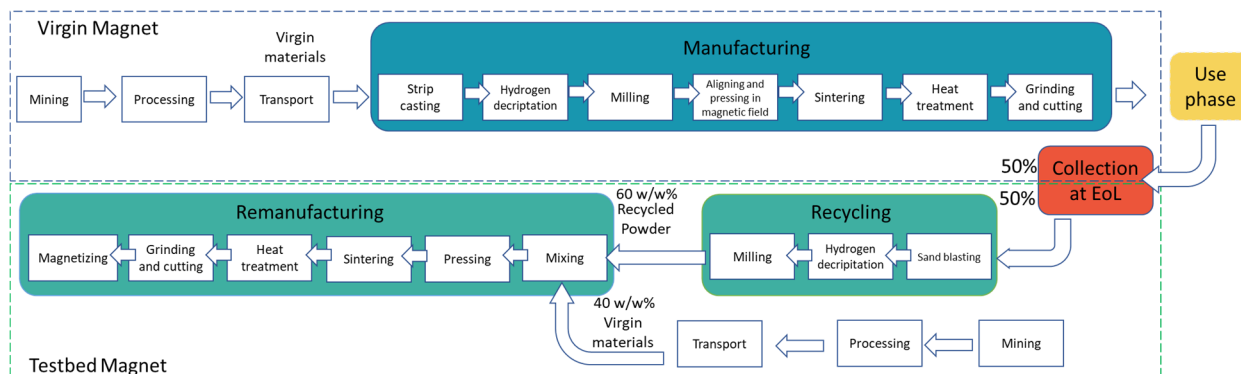 Virgin Magnet
Virgin
materials
Manufacturing
Mining
Processing
Transport
Strip
casting
Hydrogen
decriptation
Milling
Aligning and
pressing in
magnetic field
Sintering
Heat
treatment
Grinding
and cutting
Use
phase
50%
50%
Collection
at EoL
Remanufacturing
60 w/w%
Recycled
Powder
Recycling
Magnetizing
Grinding
and cutting
Heat
treatment
Sintering
Pressing
Mixing
Milling
Hydrogen
decripitation
Sand blasting
40 w/w%
Virgin
materials
Transport
Processing
Mining
Testbed Magnet